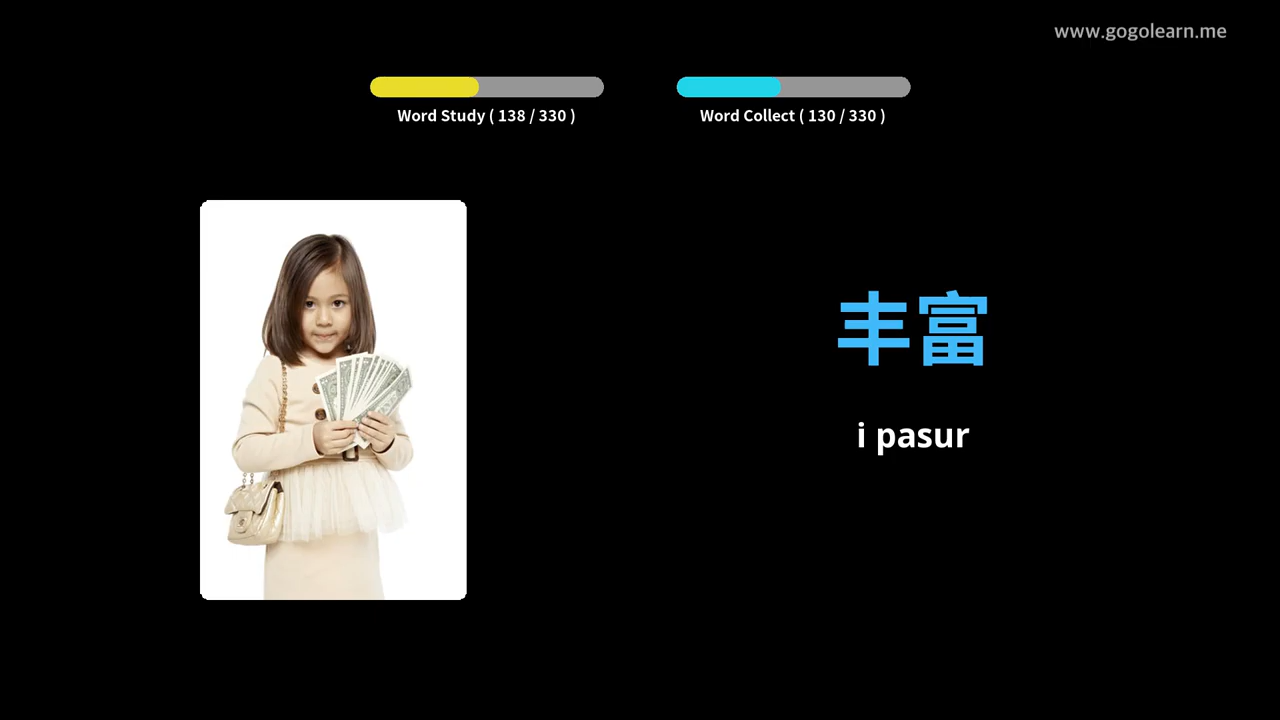 www.gogolearn.me
Word Study ( 138 / 330 )
Word Collect ( 130 / 330 )
丰富
i pasur